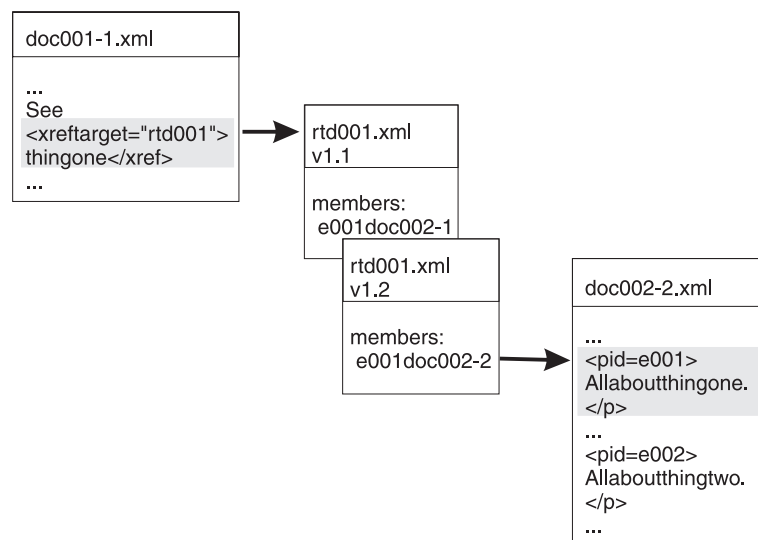 doc001-1.xml
...
See
<xreftarget="rtd001">
thingone</xref>
...
rtd001.xml
v1.1
members:
e001doc002-1
rtd001.xml
v1.2
members:
e001doc002-2
doc002-2.xml
...
<pid=e001>
Allaboutthingone.
</p>
...
<pid=e002>
Allaboutthingtwo.
</p>
...